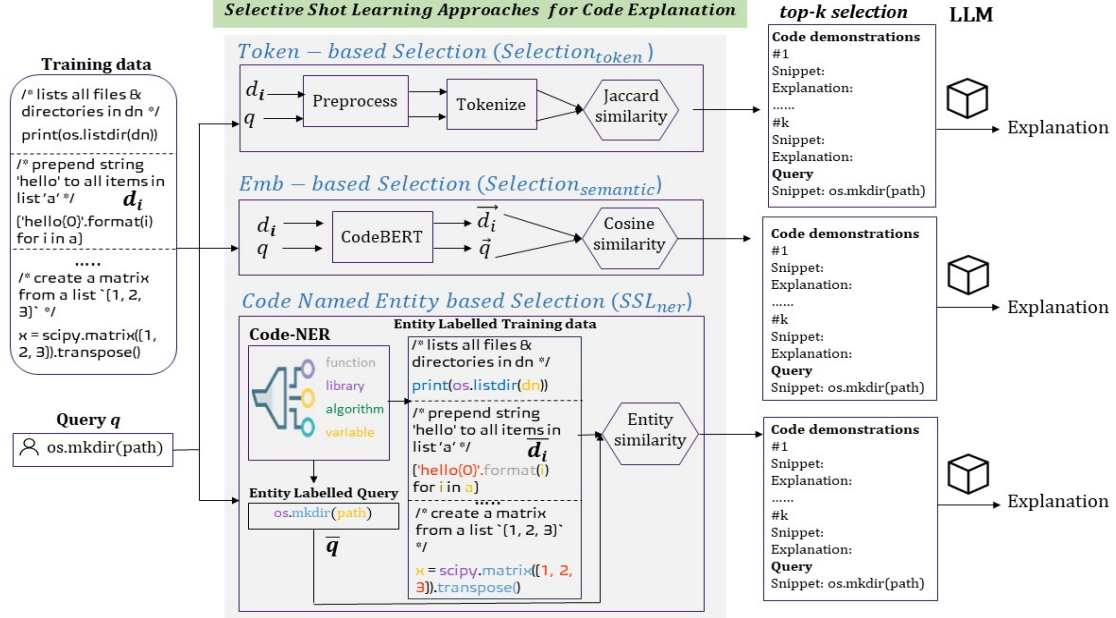 Selective Shot Learning Approaches for Code Explanation
top-k selection
LLM
Training data
/* lists all files &
directories in dn */
print(os.listdir(dn))
/* prepend string
'hello' to all items in
list 'a' */
d_i
['hello{0}'.format(i)
for i in a]
.....
/* create a matrix
from a list `[1, 2,
3]` */
x = scipy.matrix([1,
2, 3]).transpose()
Query q
os.mkdir(path)
Token − based Selection (Selection_token)
d_i
q
Preprocess
Tokenize
Jaccard
similarity
Emb − based Selection (Selection_semantic)
d_i
q
CodeBERT
d_i
q
Cosine
similarity
Code Named Entity based Selection (SSL_ner)
Code-NER
function
library
algorithm
variable
Entity Labelled Query
os.mkdir(path)
q
Entity Labelled Training data
/* lists all files &
directories in dn */
print(os.listdir(dn))
/* prepend string
'hello' to all items in
list 'a' */
d_i
['hello{0}'.format(i)
for i in a]
.....
/* create a matrix
from a list `[1, 2, 3]`
*/
x = scipy.matrix([1, 2,
3]).transpose()
Entity
similarity
Code demonstrations
#1
Snippet:
Explanation:
......
#k
Snippet:
Explanation:
Query
Snippet: os.mkdir(path)
Explanation
Code demonstrations
#1
Snippet:
Explanation:
......
#k
Snippet:
Explanation:
Query
Snippet: os.mkdir(path)
Explanation
Code demonstrations
#1
Snippet:
Explanation:
......
#k
Snippet:
Explanation:
Query
Snippet: os.mkdir(path)
Explanation